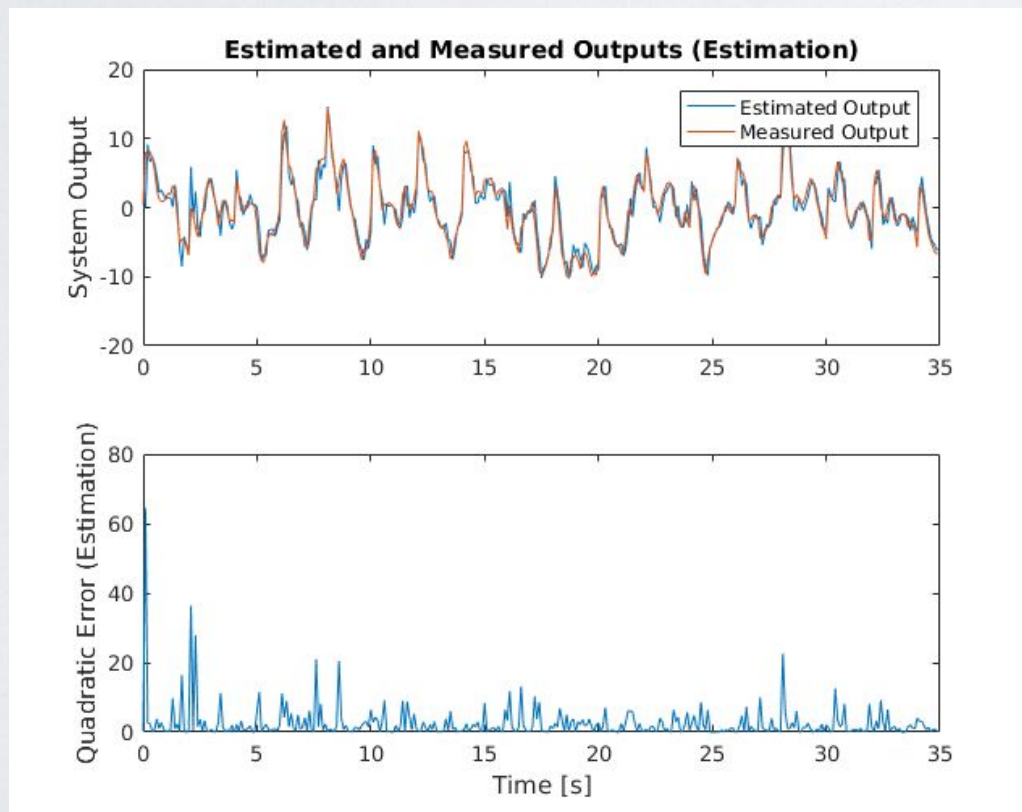 Estimated and Measured Outputs (Estimation)
System Output
20
10
0
-10
-20
Estimated Output
Measured Output
0 5 10 15 20 25 30 35
Quadratic Error (Estimation)
80
60
40
20
0
0 5 10 15 20 25 30 35
Time [s]